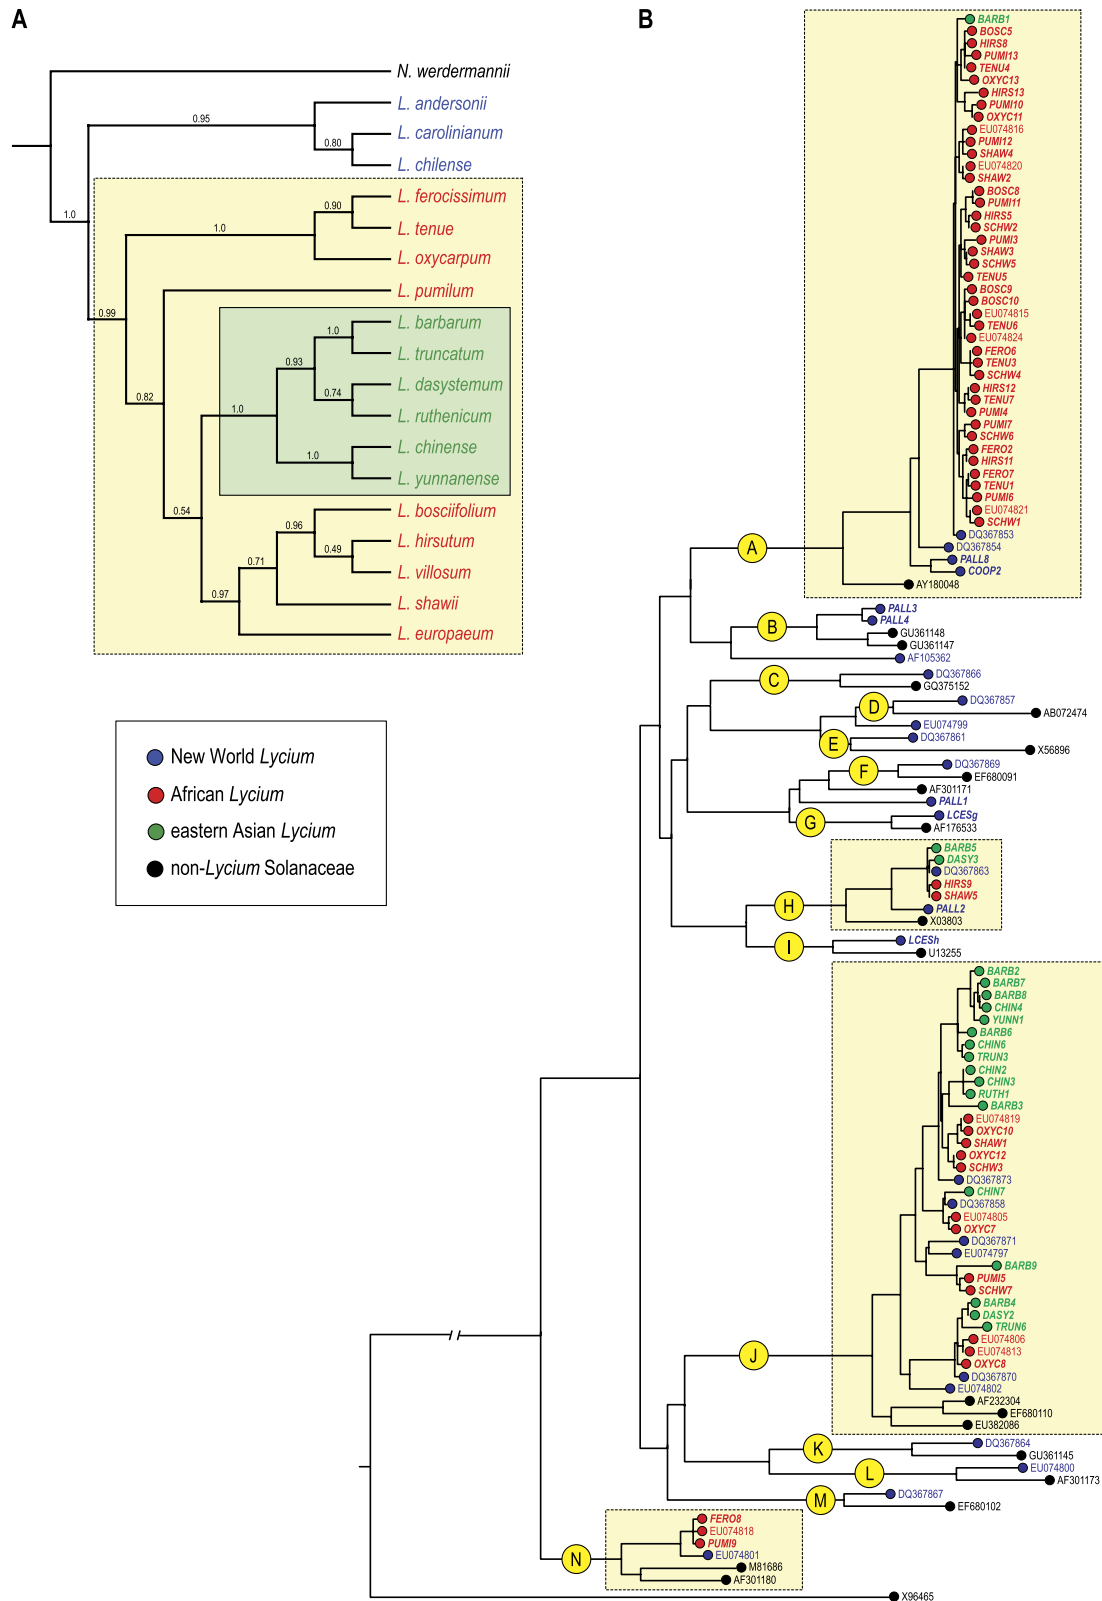 A
N. werdermannii
L. andersonii
0.95
L. carolinianum
0.80
L. chilense
1.0
L. ferocissimum
0.90
L. tenue
1.0
L. oxycarpum
0.99
L. pumilum
0.82
L. barbarum
1.0
L. truncatum
0.93
L. dasystemum
0.74
L. ruthenicum
1.0
L. chinense
1.0
L. yunnanense
0.54
L. bosciifolium
0.96
L. hirsutum
0.49
L. villosum
0.71
L. shawii
0.97
L. europaeum
New World Lycium
African Lycium
eastern Asian Lycium
non-Lycium Solanaceae
B
BARB1
BOSC5
HIRS8
PUMI13
TENU4
OXYC13
HIRS13
PUMI10
OXYC11
EU074816
PUMI12
SHAW4
EU074820
SHAW2
BOSC8
PUMI11
HIRS5
SCHW2
PUMI3
SHAW3
SCHW5
TENU5
BOSC9
BOSC10
EU074815
TENU6
EU074824
FERO6
TENU3
SCHW4
HIRS12
TENU7
PUMI4
PUMI7
SCHW6
FERO2
HIRS11
FERO7
TENU1
PUMI6
EU074821
SCHW1
DQ367853
A
DQ367854
PALL8
COOP2
AY180048
PALL3
PALL4
B
GU361148
GU361147
AF105362
DQ367866
C
GQ375152
DQ367857
D
AB072474
EU074799
DQ367861
E
X56896
DQ367869
F
EF680091
AF301171
PALL1
LCESg
G
AF176533
BARB5
DASY3
DQ367863
HIRS9
SHAW5
H
PALL2
X03803
LCESh
I
U13255
BARB2
BARB7
BARB8
CHIN4
YUNN1
BARB6
CHIN6
TRUN3
CHIN2
CHIN3
RUTH1
BARB3
EU074819
OXYC10
SHAW1
OXYC12
SCHW3
DQ367873
CHIN7
DQ367858
EU074805
OXYC7
DQ367871
EU074797
BARB9
PUMI5
SCHW7
BARB4
DASY2
TRUN6
EU074806
EU074813
J
OXYC8
DQ367870
EU074802
AF232304
EF680110
EU382086
DQ367864
K
GU361145
EU074800
L
AF301173
DQ367867
M
EF680102
FERO8
EU074818
PUMI9
EU074801
N
M81686
AF301180
X96465